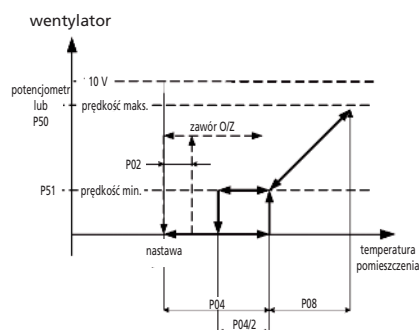 wentylator
potencjometr
lub
P50
10 V
prędkość maks.
zawór O/Z
P02
P51
prędkość min.
nastawa
temperatura
pomieszczenia
P04
P08
P04/2